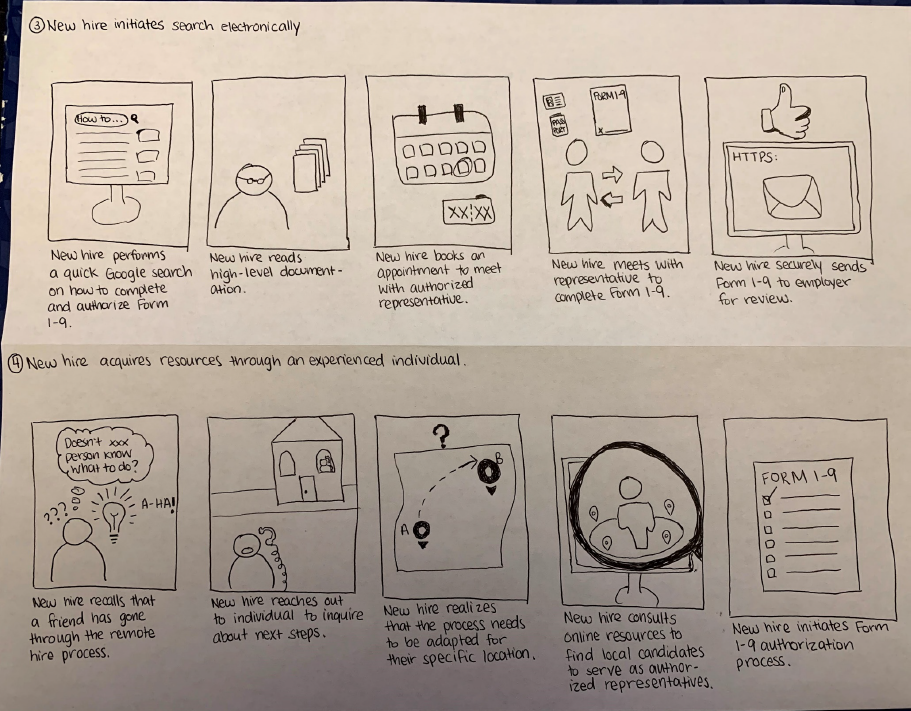 ③ New hire initiates search electronically
How to...
New hire performs
a quick Google search
on how to complete
and authorize Form
1-9.
New hire reads
high-level document-
ation.
XX:XX
New hire books an
appointment to meet
with authorized
representative.
FORM 1-9
PAS
PORT
X
New hire meets with
representative to
complete Form 1-9.
HTTPS:
New hire securely sends
Form 1-9 to employer
for review.
④ New hire acquires resources through an experienced individual.
Doesn't xxx
person know
what to do?
???
A-HA!
New hire recalls that
a friend has gone
through the remote
hire process.
New hire reaches out
to individual to inquire
about next steps.
?
A
B
New hire realizes
that the process needs
to be adapted for
their specific location.
New hire consults
online resources to
find local candidates
to serve as author-
ized representatives.
FORM 1-9
New hire initiates Form
1-9 authorization
process.